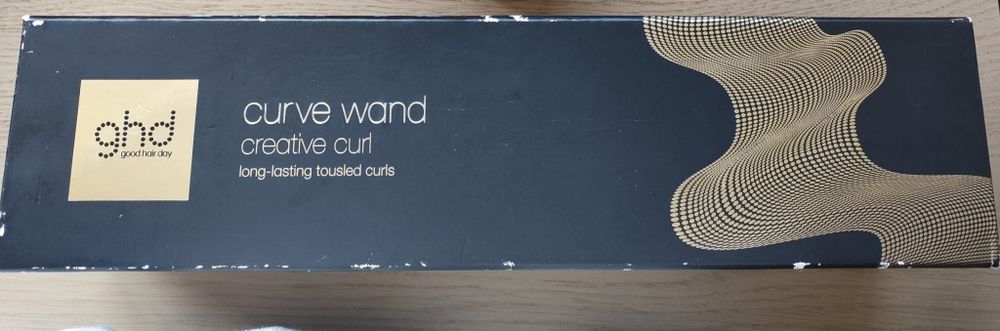 ghd
good hair day
curve wand
creative curl
long-lasting tousled curls